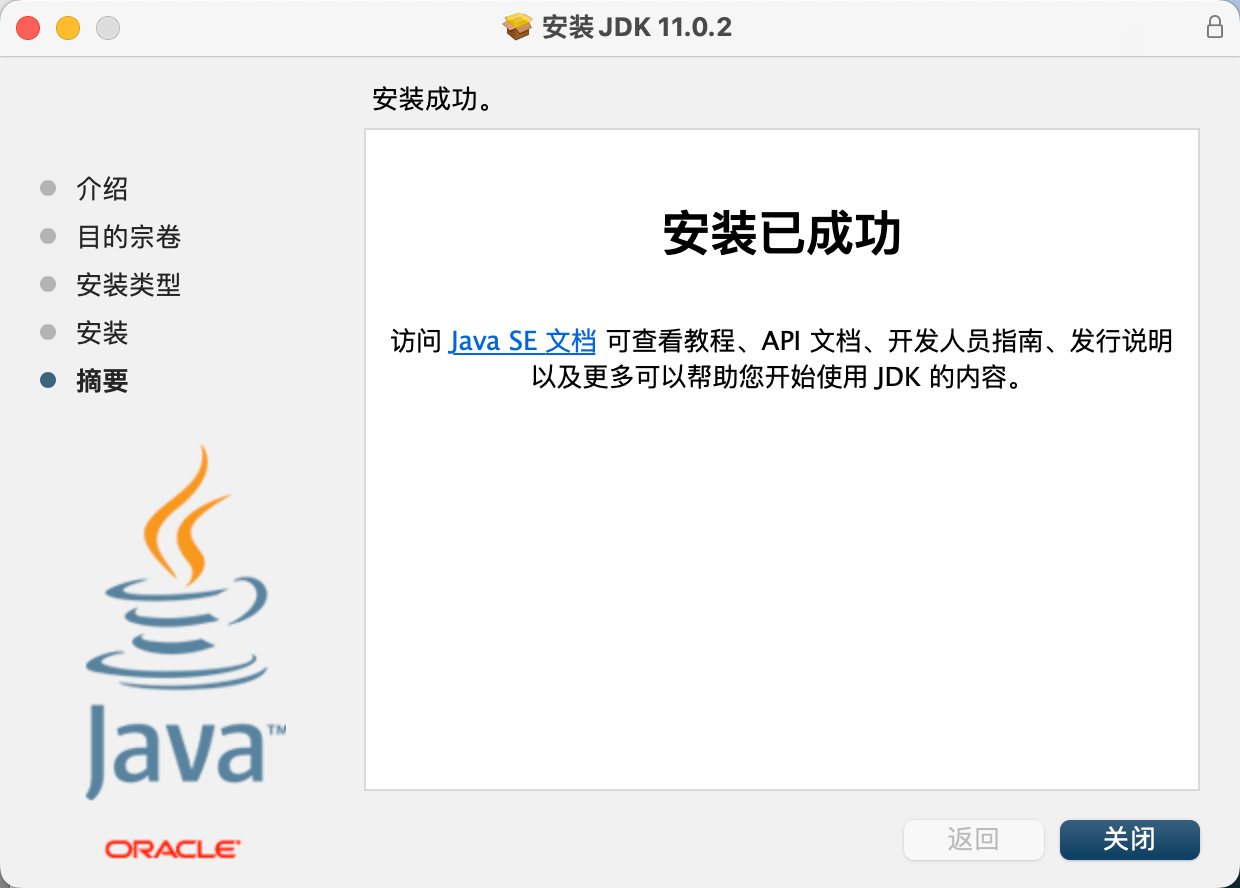 安装 JDK 11.0.2
安装成功。
介绍
目的宗卷
安装类型
安装
摘要
安装已成功
访问 Java SE 文档 可查看教程、API 文档、开发人员指南、发行说明
以及更多可以帮助您开始使用 JDK 的内容。
Java™
ORACLE®
返回
关闭